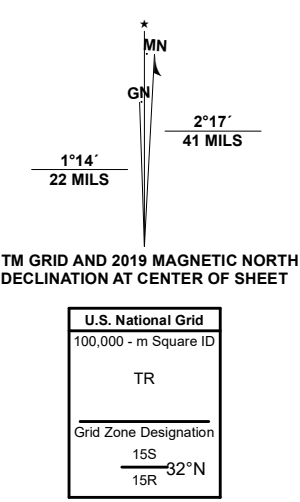 MN
GN
2°17´
41 MILS
1°14´
22 MILS
TM GRID AND 2019 MAGNETIC NORTH
DECLINATION AT CENTER OF SHEET
U.S. National Grid
100,000 - m Square ID
TR
Grid Zone Designation
15S
32°N
15R